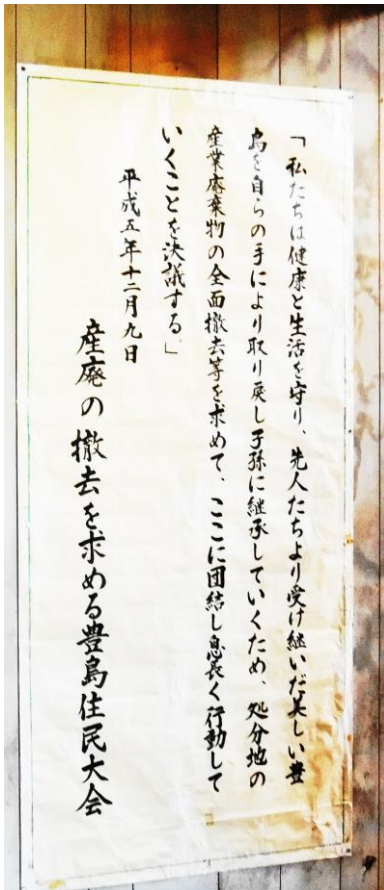 「私たちは健康と生活を守り、先人たちより受け継いだ美しい豊
島を自らの手により取り戻し子孫に継承していくため、処分地の
産業廃棄物の全面撤去等を求めて、ここに団結し息長く行動して
いくことを決議する。」
平成五年十二月九日
産廃の撤去を求める豊島住民大会